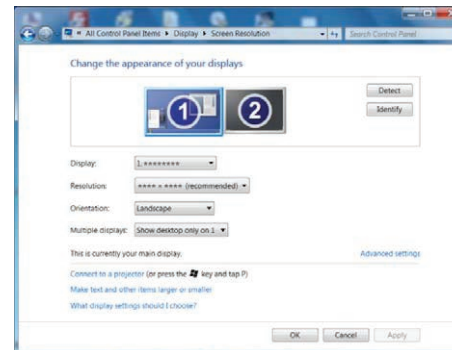 « All Control Panel Items ▸ Display ▸ Screen Resolution
Search Control Panel
Change the appearance of your displays
1
2
Detect
Identify
Display: 1. ********
Resolution: **** × **** (recommended)
Orientation: Landscape
Multiple displays: Show desktop only on 1
This is currently your main display.
Advanced settings
Connect to a projector (or press the key and tap P)
Make text and other items larger or smaller
What display settings should I choose?
OK
Cancel
Apply